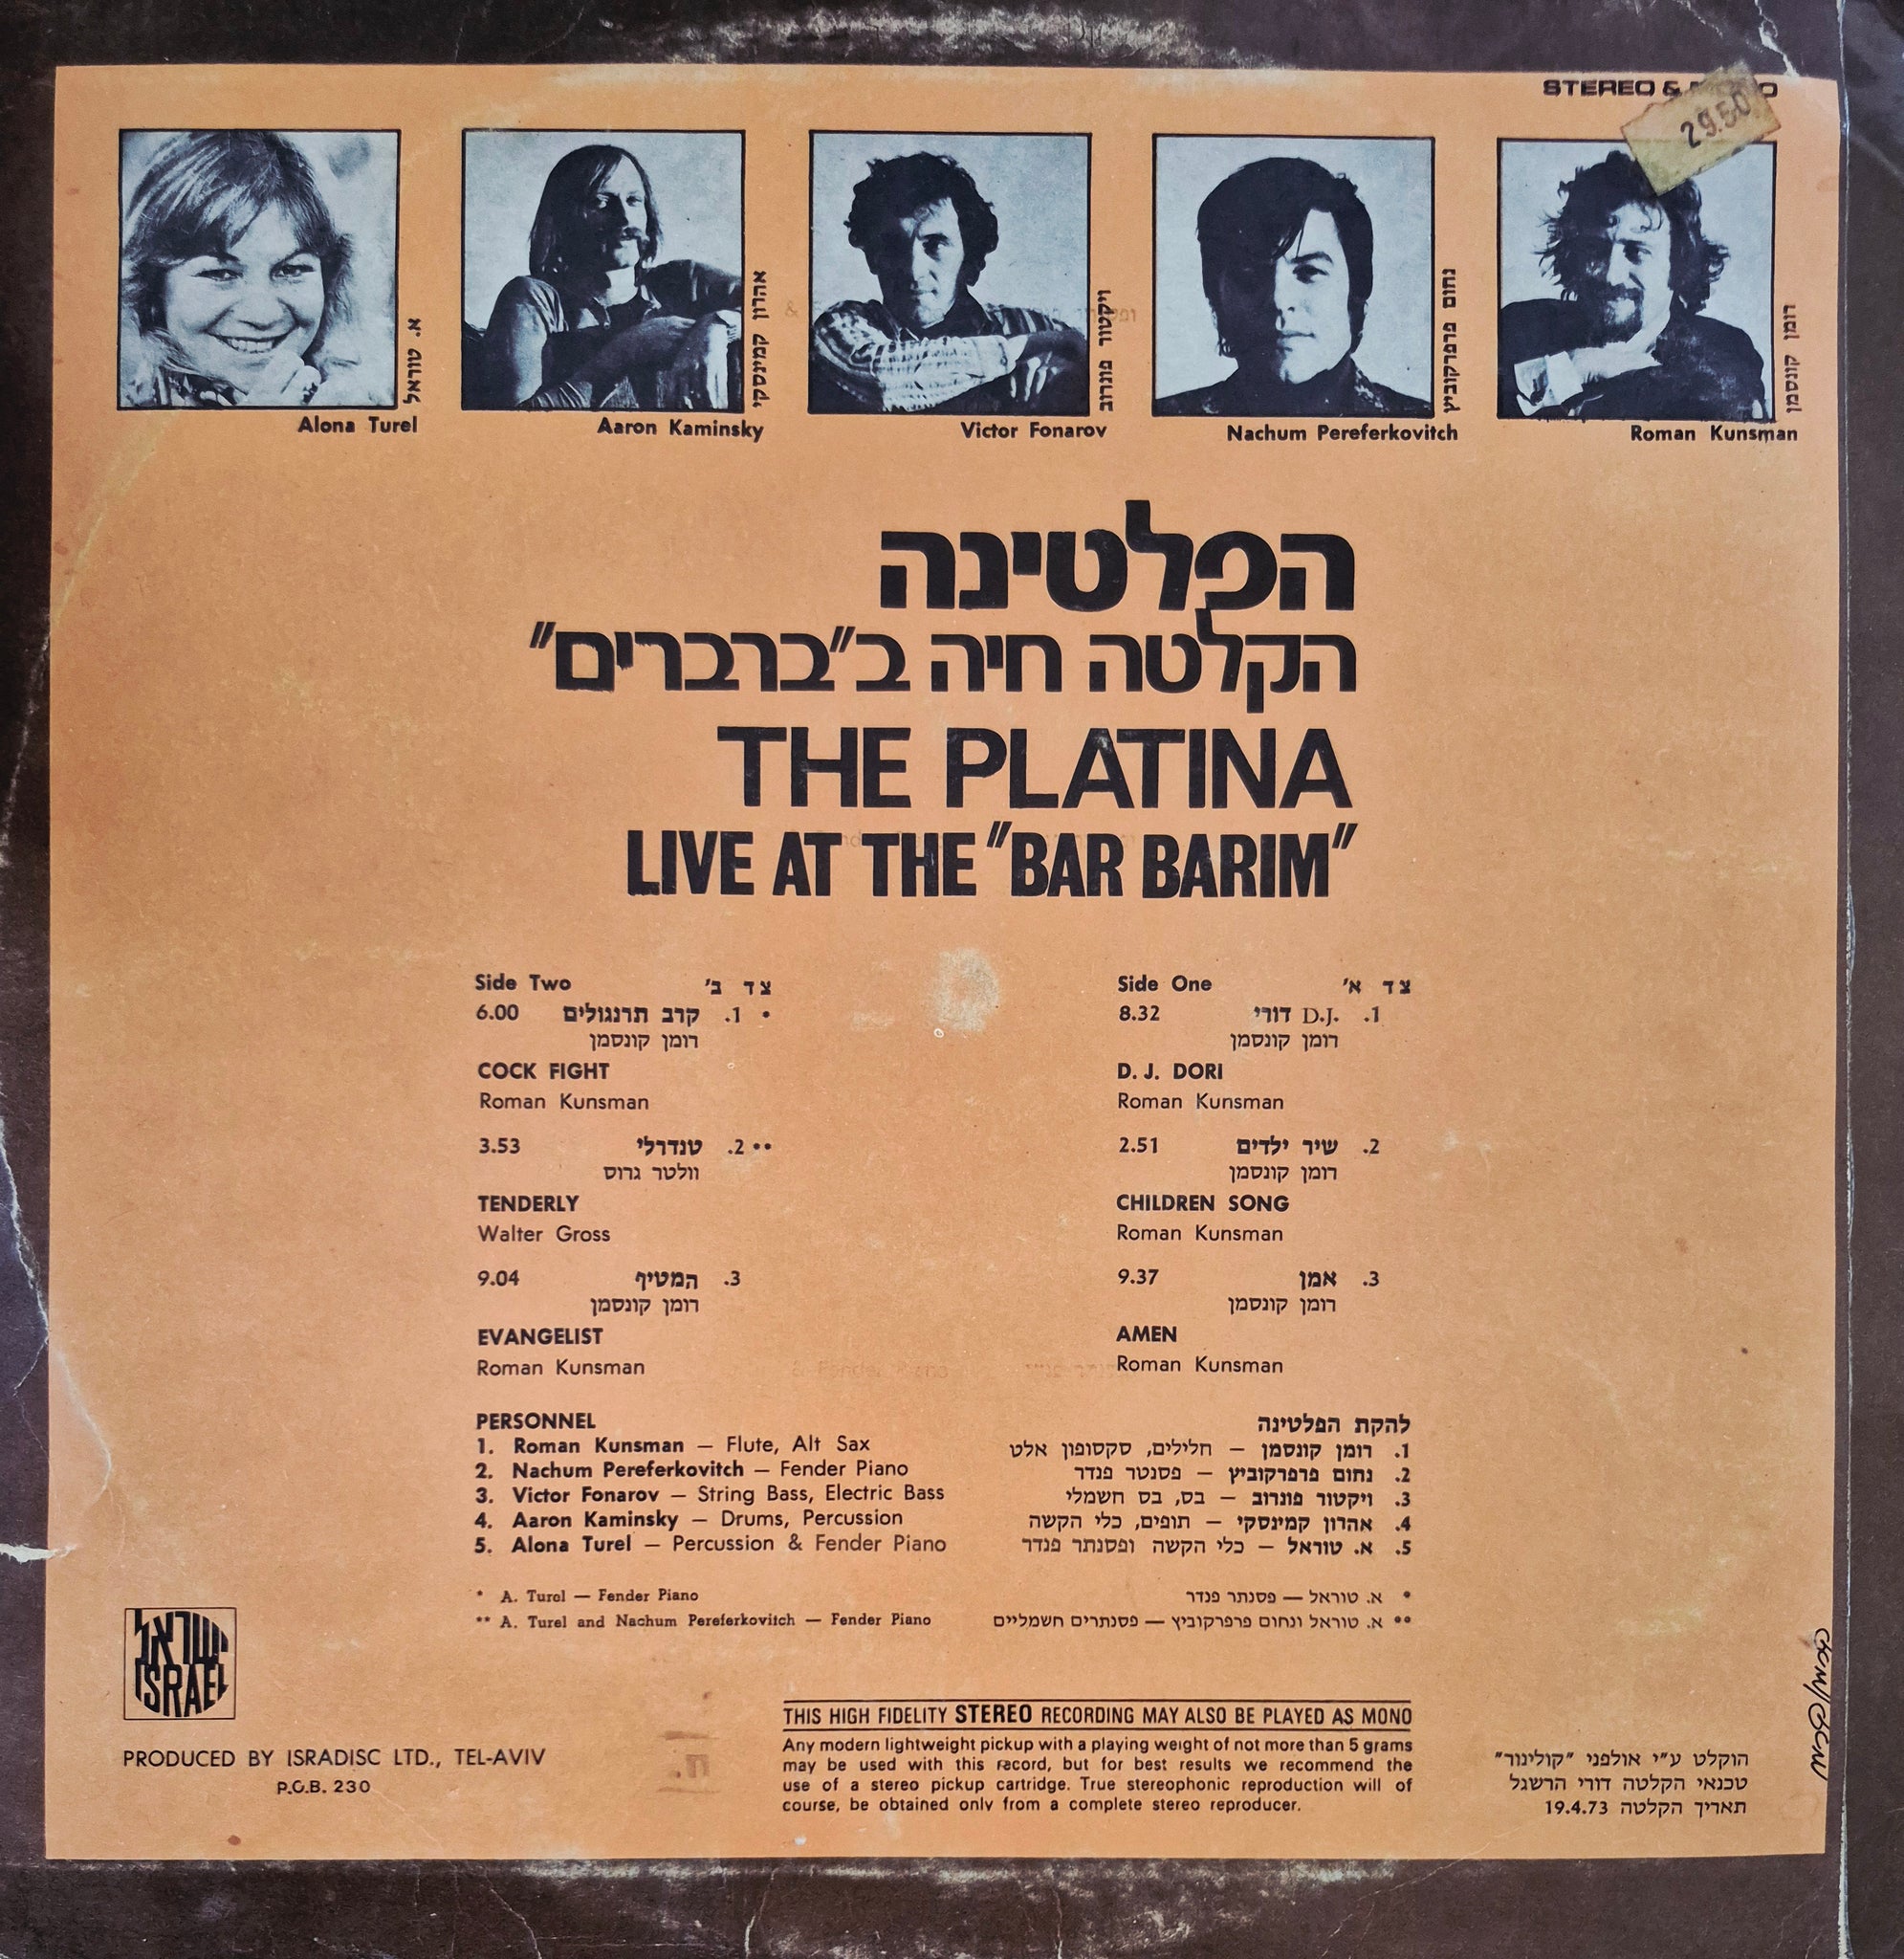 STEREO &
29.50
א. טוראל
Alona Turel
אהרון קמינסקי
Aaron Kaminsky
ויקטור פונרוב
Victor Fonarov
נחום פרפרקוביץ
Nachum Pereferkovitch
רומן קונסמן
Roman Kunsman
הפלטינה
הקלטה חיה ב"ברברים"
THE PLATINA
LIVE AT THE "BAR BARIM"
Side One צד א'
1. D.J. דורי 8.32
רומן קונסמן
D. J. DORI
Roman Kunsman
2. שיר ילדים 2.51
רומן קונסמן
CHILDREN SONG
Roman Kunsman
3. אמן 9.37
רומן קונסמן
AMEN
Roman Kunsman
Side Two צד ב'
• 1. קרב תרנגולים 6.00
רומן קונסמן
COCK FIGHT
Roman Kunsman
•• 2. טנדרלי 3.53
וולטר גרוס
TENDERLY
Walter Gross
3. המטיף 9.04
רומן קונסמן
EVANGELIST
Roman Kunsman
PERSONNEL
1. Roman Kunsman — Flute, Alt Sax
2. Nachum Pereferkovitch — Fender Piano
3. Victor Fonarov — String Bass, Electric Bass
4. Aaron Kaminsky — Drums, Percussion
5. Alona Turel — Percussion & Fender Piano
* A. Turel — Fender Piano
** A. Turel and Nachum Pereferkovitch — Fender Piano
להקת הפלטינה
1. רומן קונסמן — חלילים, סקסופון אלט
2. נחום פרפרקוביץ — פסנטר פנדר
3. ויקטור פונרוב — בס, בס חשמלי
4. אהרון קמינסקי — תופים, כלי הקשה
5. א. טוראל — כלי הקשה ופסנתר פנדר
• א. טוראל — פסנתר פנדר
•• א. טוראל ונחום פרפרקוביץ — פסנתרים חשמליים
ישראל
ISRAEL
PRODUCED BY ISRADISC LTD., TEL-AVIV
P.O.B. 230
THIS HIGH FIDELITY STEREO RECORDING MAY ALSO BE PLAYED AS MONO
Any modern lightweight pickup with a playing weight of not more than 5 grams
may be used with this record, but for best results we recommend the
use of a stereo pickup cartridge. True stereophonic reproduction will of
course, be obtained only from a complete stereo reproducer.
הוקלט ע"י אולפני "קולינור"
טכנאי הקלטה דורי הרשגל
תאריך הקלטה 19.4.73